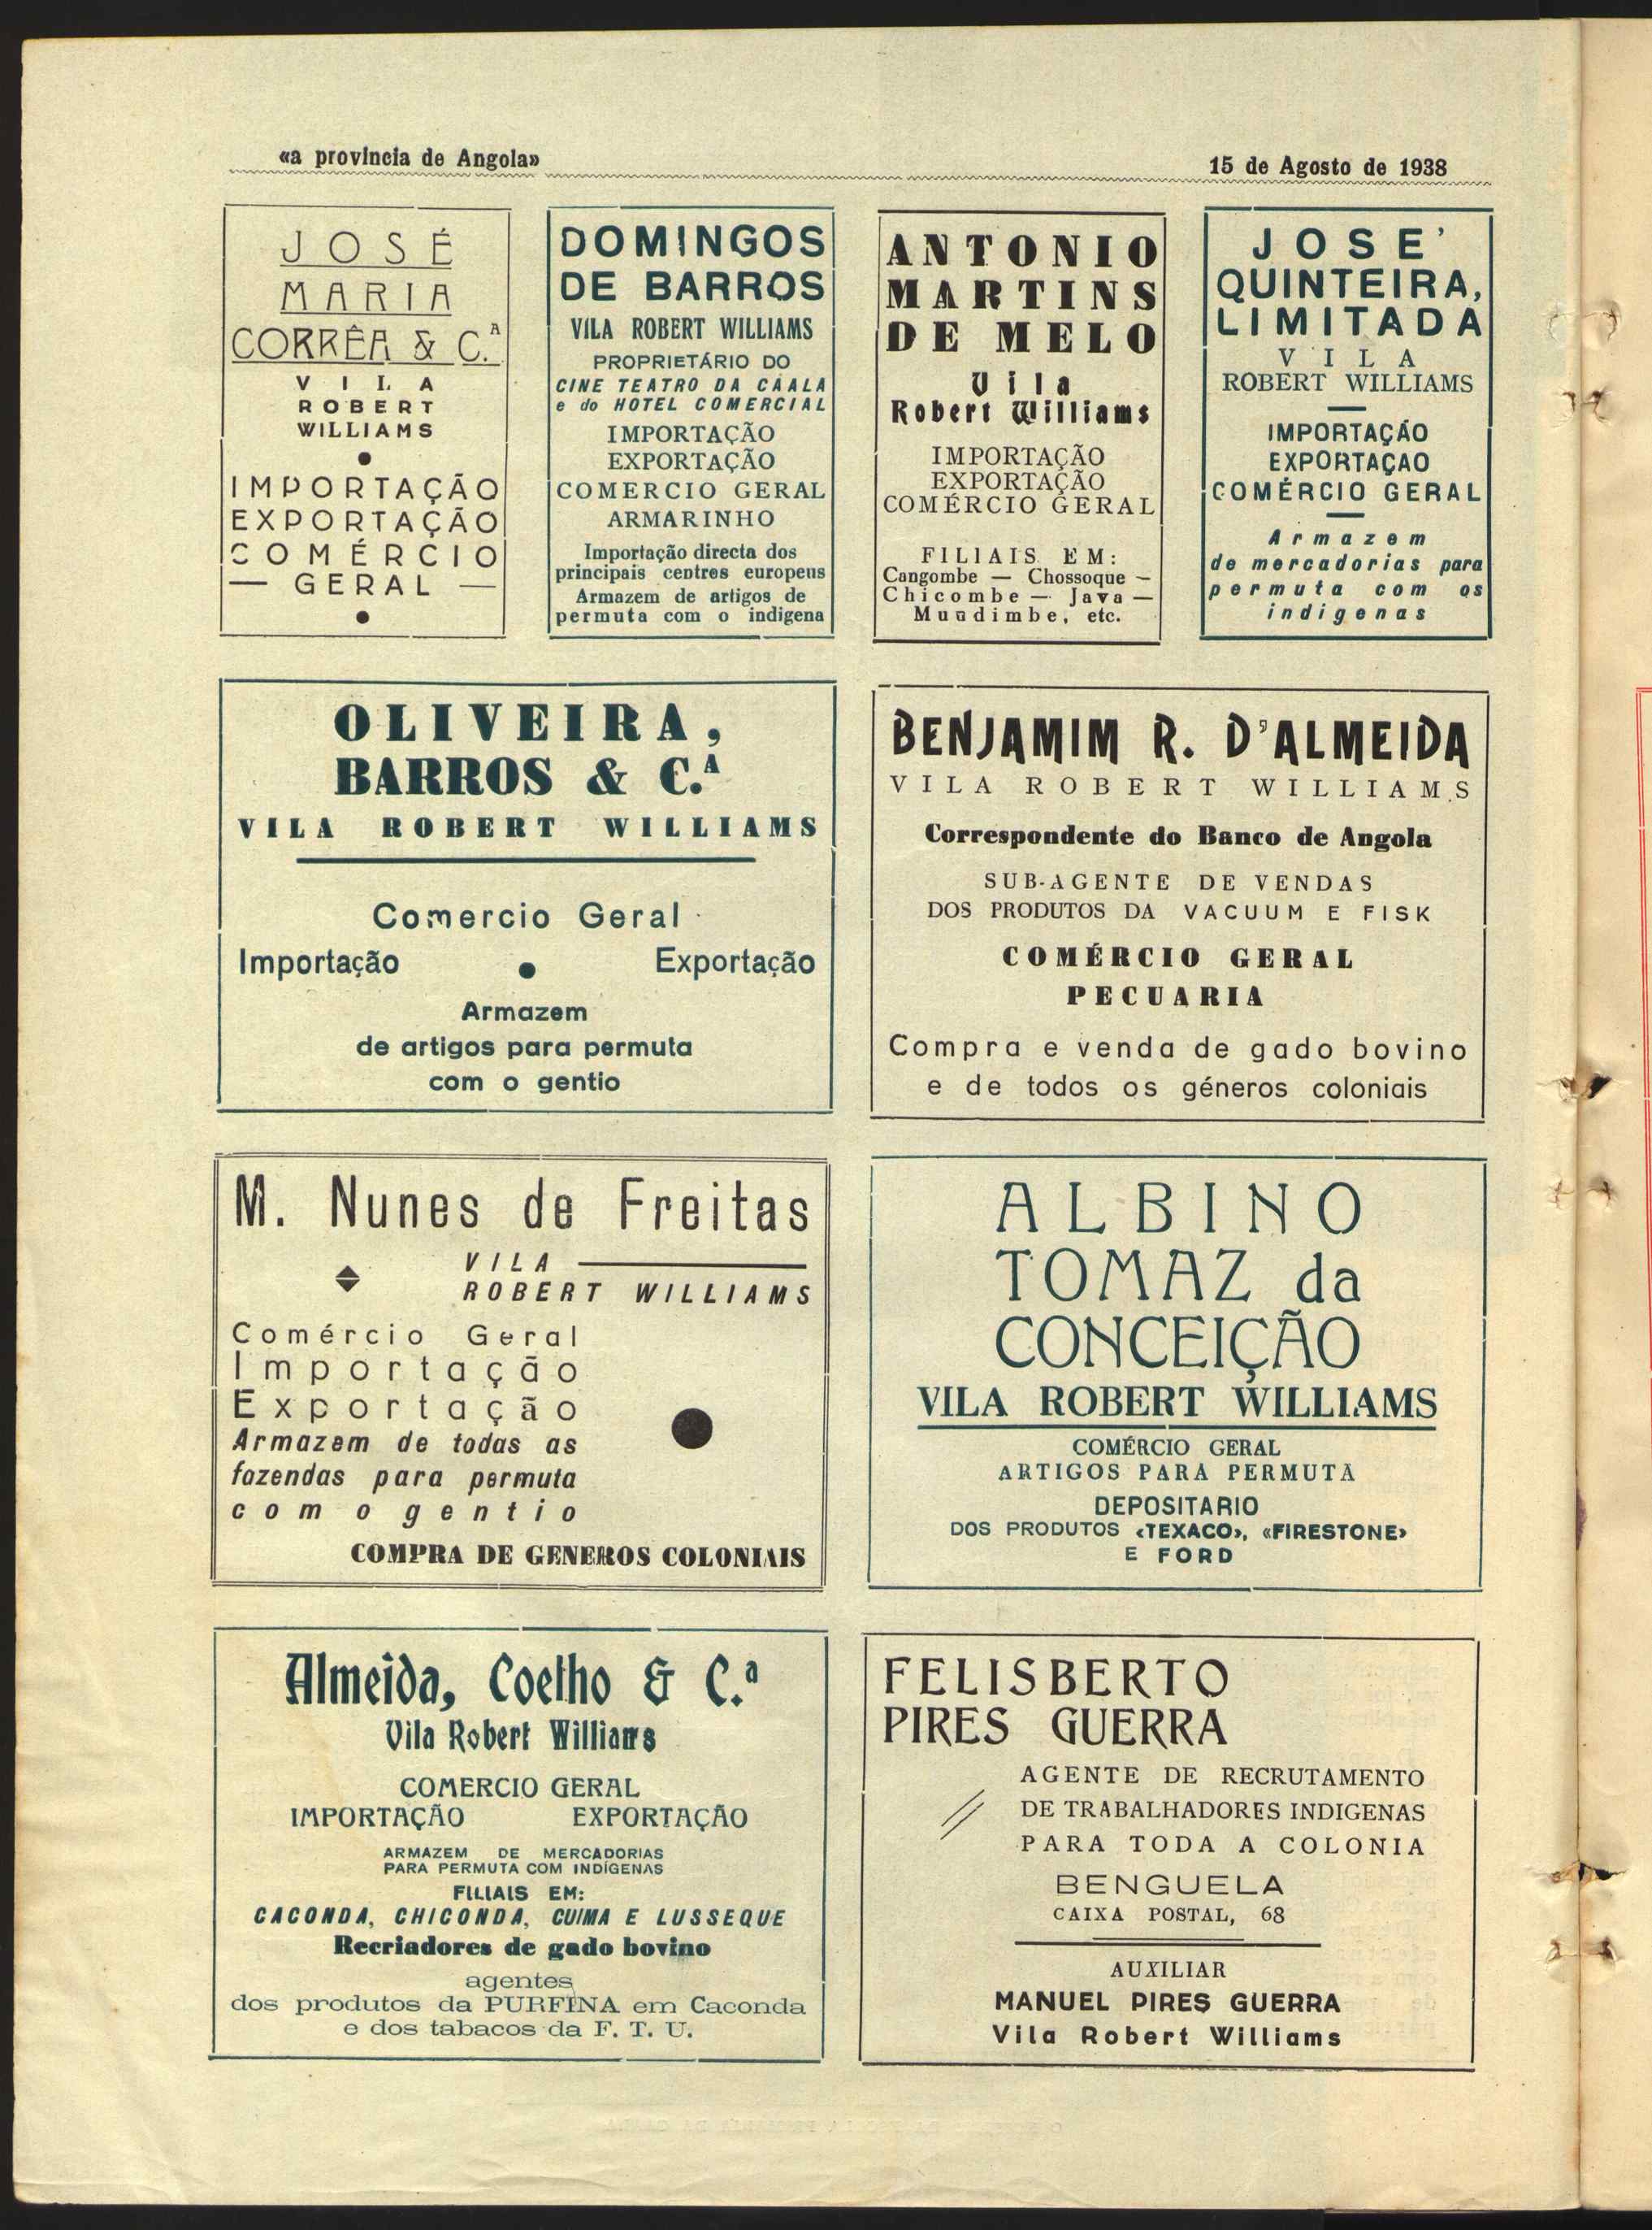 «a provincia de Angola»
15 de Agosto de 1938
JOSÉ
MARIA
CORRÊA & C.ª
VILA
ROBERT
WILLIAMS
IMPORTAÇÃO
EXPORTAÇÃO
COMÉRCIO
— GERAL —
DOMINGOS
DE BARROS
VILA ROBERT WILLIAMS
PROPRIETÁRIO DO
CINE TEATRO DA CAALA
e do HOTEL COMERCIAL
IMPORTAÇÃO
EXPORTAÇÃO
COMERCIO GERAL
ARMARINHO
Importação directa dos
principais centres europeus
Armazem de artigos de
permuta com o indigena
ANTONIO
MARTINS
DE MELO
Vila
Robert Williams
IMPORTAÇÃO
EXPORTAÇÃO
COMÉRCIO GERAL
FILIAIS EM:
Cangombe — Chossoque —
Chicombe — Java —
Mundimbe, etc.
JOSE'
QUINTEIRA,
LIMITADA
VILA
ROBERT WILLIAMS
IMPORTAÇÁO
EXPORTAÇAO
COMÉRCIO GERAL
Armazem
de mercadorias para
permuta com os
indigenas
OLIVEIRA,
BARROS & C.ª
VILA ROBERT WILLIAMS
Comercio Geral
Importação • Exportação
Armazem
de artigos para permuta
com o gentio
BENJAMIM R. D'ALMEIDA
VILA ROBERT WILLIAMS
Correspondente do Banco de Angola
SUB-AGENTE DE VENDAS
DOS PRODUTOS DA VACUUM E FISK
COMÉRCIO GERAL
PECUARIA
Compra e venda de gado bovino
e de todos os géneros coloniais
M. Nunes de Freitas
VILA
ROBERT WILLIAMS
Comércio Geral
Importação
Exportação
Armazem de todas as
fazendas para permuta
com o gentio
COMPRA DE GENEROS COLONIAIS
ALBINO
TOMAZ da
CONCEIÇÃO
VILA ROBERT WILLIAMS
COMÉRCIO GERAL
ARTIGOS PARA PERMUTA
DEPOSITARIO
DOS PRODUTOS «TEXACO», «FIRESTONE»
E FORD
Almeida, Coelho & C.ª
Vila Robert Williams
COMERCIO GERAL
IMPORTAÇÃO EXPORTAÇÃO
ARMAZEM DE MERCADORIAS
PARA PERMUTA COM INDÍGENAS
FILIAIS EM:
CACONDA, CHICONDA, CUIMA E LUSSEQUE
Recriadores de gado bovino
agentes
dos produtos da PURFINA em Caconda
e dos tabacos da F. T. U.
FELISBERTO
PIRES GUERRA
AGENTE DE RECRUTAMENTO
DE TRABALHADORES INDIGENAS
PARA TODA A COLONIA
BENGUELA
CAIXA POSTAL, 68
AUXILIAR
MANUEL PIRES GUERRA
Vila Robert Williams